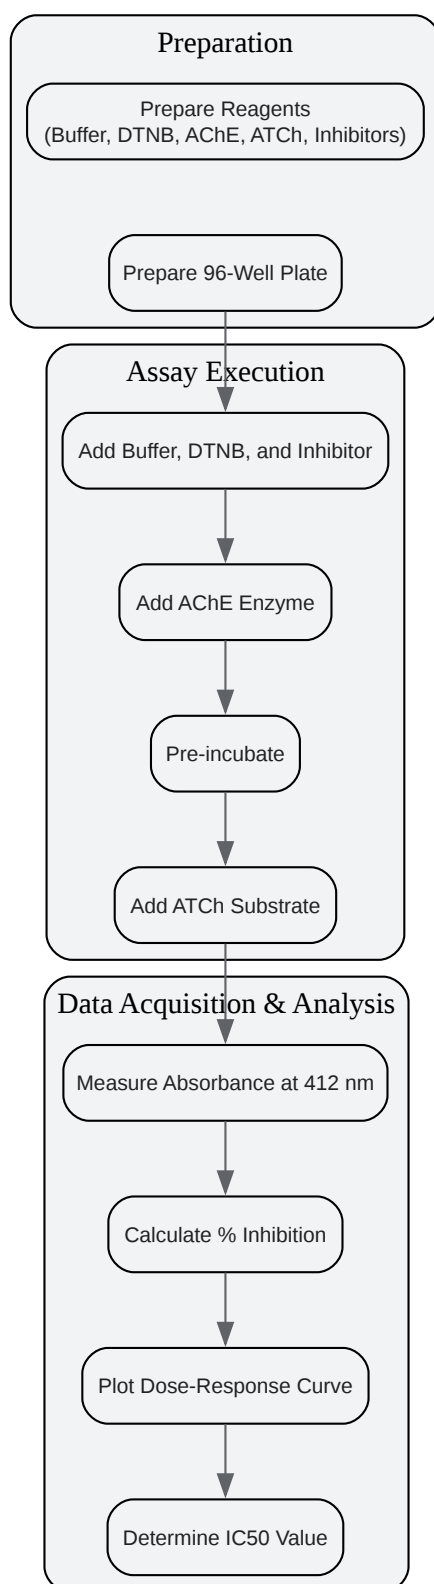 Preparation
Prepare Reagents
(Buffer, DTNB, AChE, ATCh, Inhibitors)
Prepare 96-Well Plate
Assay Execution
Add Buffer, DTNB, and Inhibitor
Add AChE Enzyme
Pre-incubate
Add ATCh Substrate
Data Acquisition & Analysis
Measure Absorbance at 412 nm
Calculate % Inhibition
Plot Dose-Response Curve
Determine IC50 Value